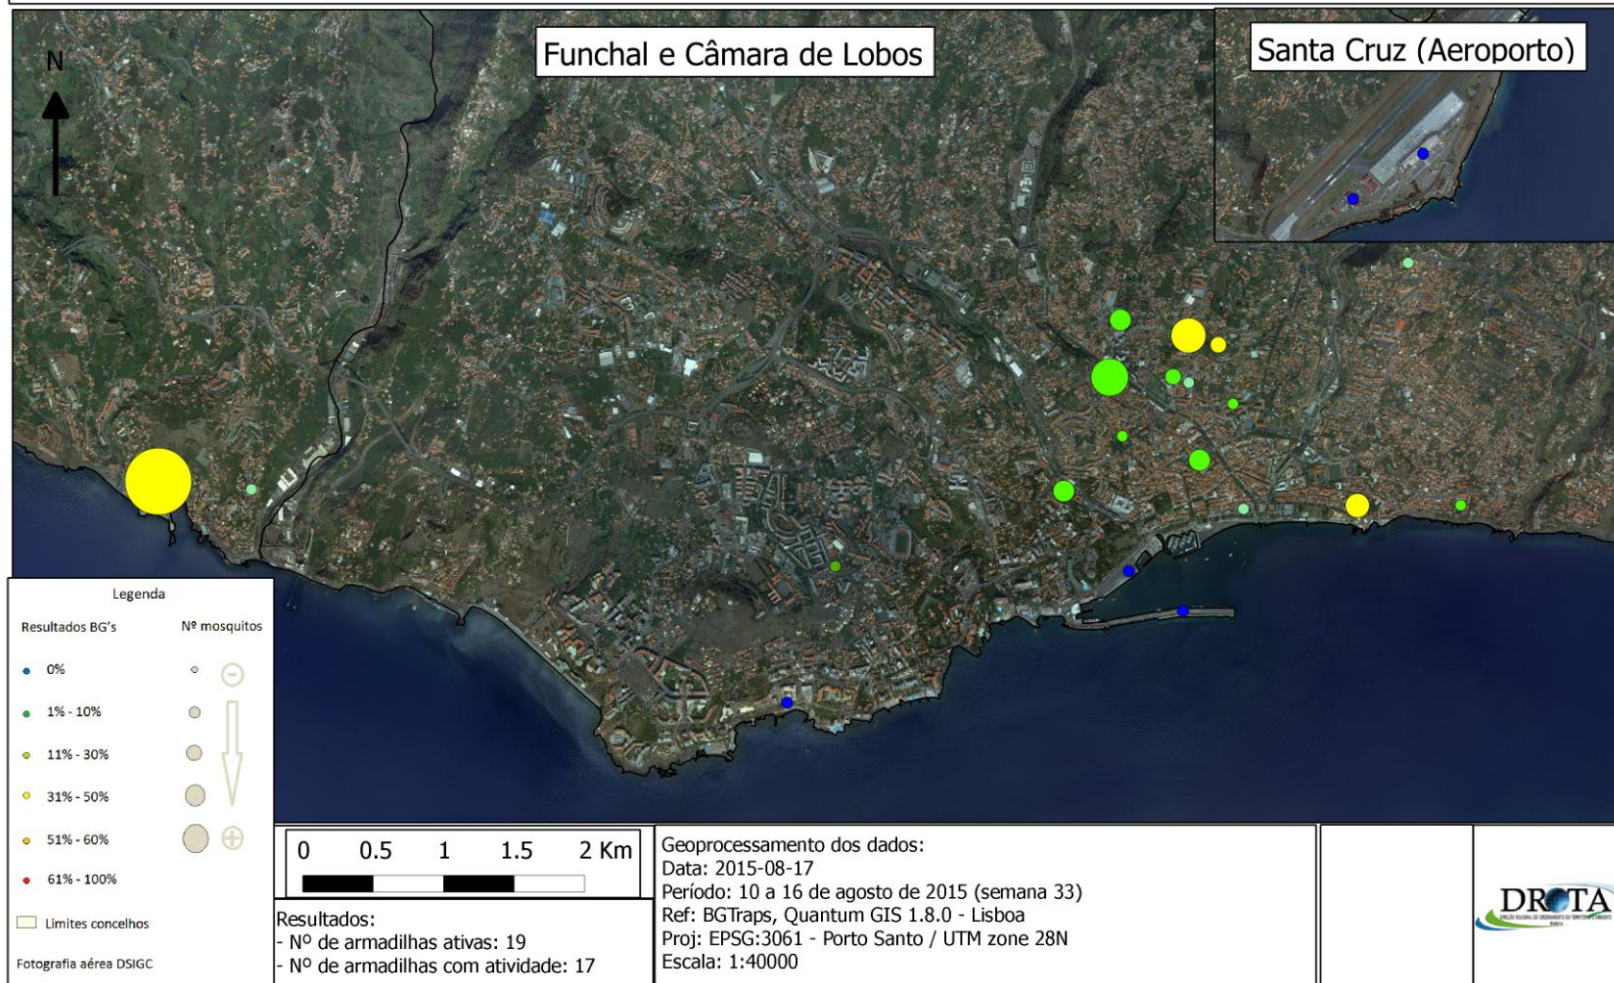 Funchal e Câmara de Lobos
Santa Cruz (Aeroporto)
N
Legenda
Resultados BG's
Nº mosquitos
0%
1% - 10%
11% - 30%
31% - 50%
51% - 60%
61% - 100%
Limites concelhos
Fotografia aérea DSIGC
0 0.5 1 1.5 2 Km
Resultados:
- Nº de armadilhas ativas: 19
- Nº de armadilhas com atividade: 17
Geoprocessamento dos dados:
Data: 2015-08-17
Período: 10 a 16 de agosto de 2015 (semana 33)
Ref: BGTraps, Quantum GIS 1.8.0 - Lisboa
Proj: EPSG:3061 - Porto Santo / UTM zone 28N
Escala: 1:40000
DROTA